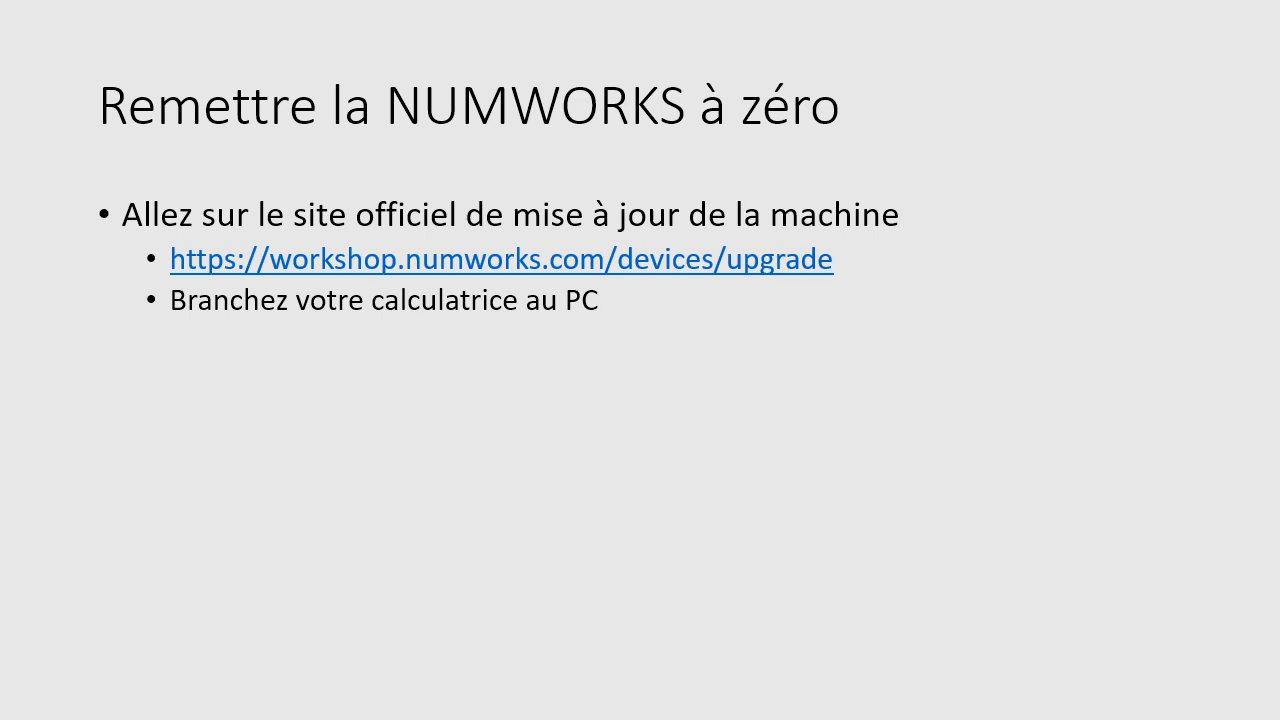 Remettre la NUMWORKS à zéro
• Allez sur le site officiel de mise à jour de la machine
• https://workshop.numworks.com/devices/upgrade
• Branchez votre calculatrice au PC